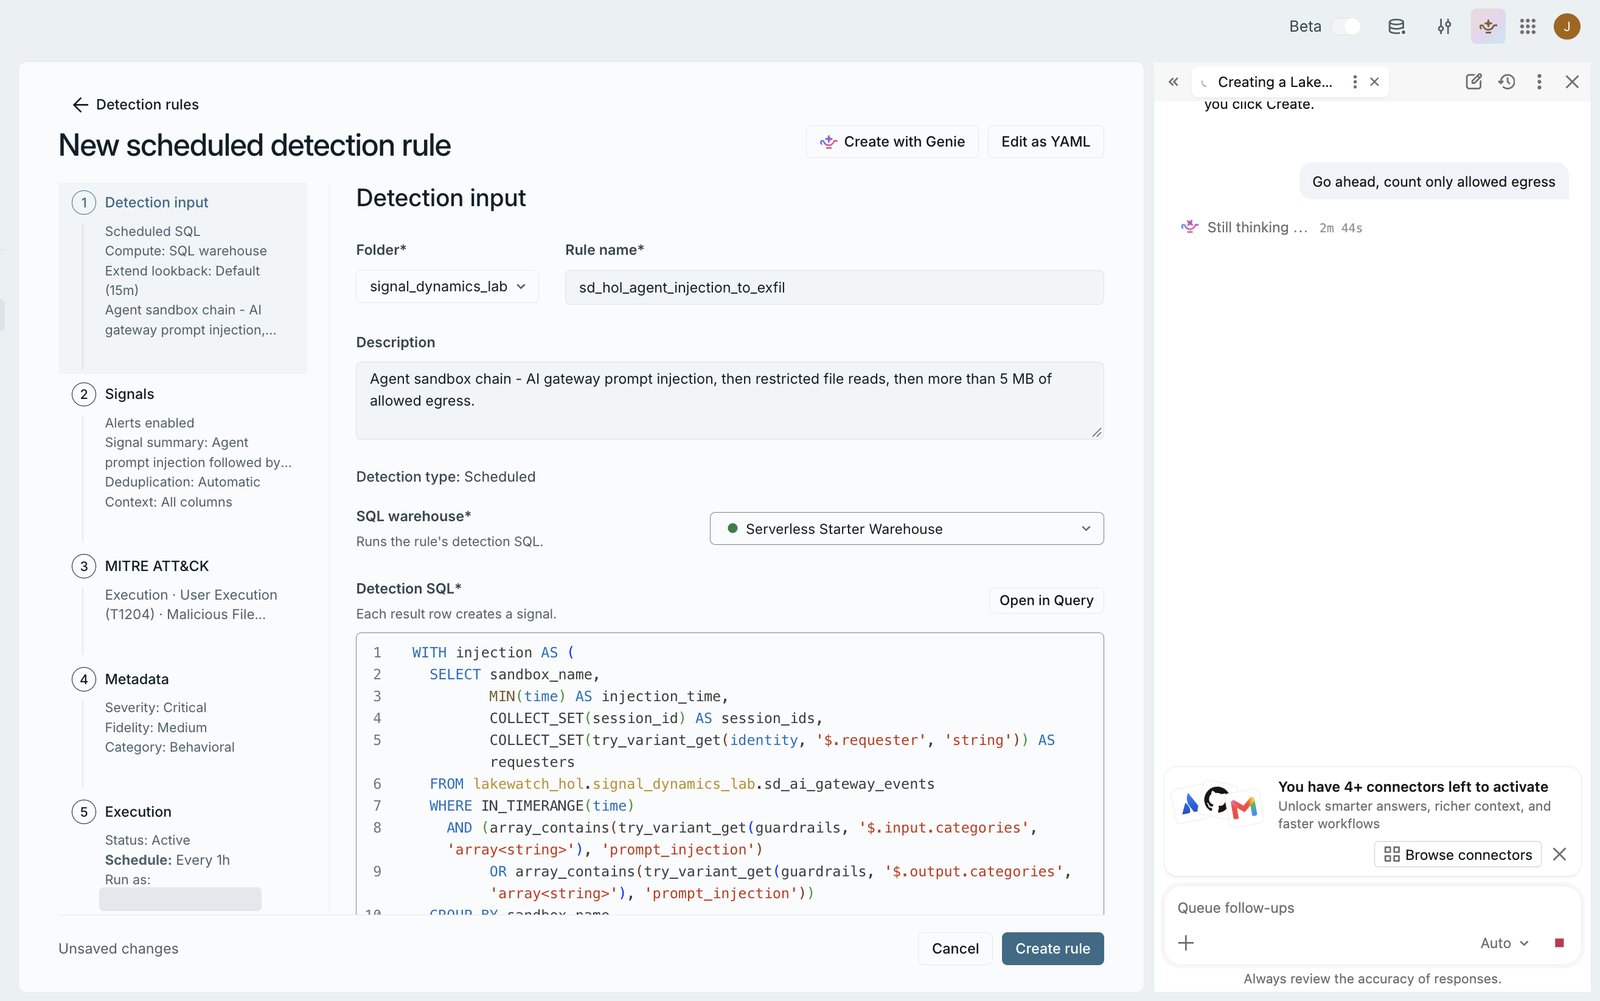 Beta
J
Detection rules
New scheduled detection rule
Create with Genie
Edit as YAML
1 Detection input
Scheduled SQL
Compute: SQL warehouse
Extend lookback: Default
(15m)
Agent sandbox chain - AI
gateway prompt injection,...
2 Signals
Alerts enabled
Signal summary: Agent
prompt injection followed by...
Deduplication: Automatic
Context: All columns
3 MITRE ATT&CK
Execution · User Execution
(T1204) · Malicious File...
4 Metadata
Severity: Critical
Fidelity: Medium
Category: Behavioral
5 Execution
Status: Active
Schedule: Every 1h
Run as:
Detection input
Folder*
Rule name*
signal_dynamics_lab
sd_hol_agent_injection_to_exfil
Description
Agent sandbox chain - AI gateway prompt injection, then restricted file reads, then more than 5 MB of
allowed egress.
Detection type: Scheduled
SQL warehouse*
Runs the rule's detection SQL.
Serverless Starter Warehouse
Detection SQL*
Each result row creates a signal.
Open in Query
1 WITH injection AS (
2 SELECT sandbox_name,
3 MIN(time) AS injection_time,
4 COLLECT_SET(session_id) AS session_ids,
5 COLLECT_SET(try_variant_get(identity, '$.requester', 'string')) AS
requesters
6 FROM lakewatch_hol.signal_dynamics_lab.sd_ai_gateway_events
7 WHERE IN_TIMERANGE(time)
8 AND (array_contains(try_variant_get(guardrails, '$.input.categories',
'array<string>'), 'prompt_injection')
9 OR array_contains(try_variant_get(guardrails, '$.output.categories',
'array<string>'), 'prompt_injection'))
10 GROUP BY sandbox_name
Unsaved changes
Cancel
Create rule
Creating a Lake...
you click Create.
Go ahead, count only allowed egress
Still thinking ... 2m 44s
You have 4+ connectors left to activate
Unlock smarter answers, richer context, and
faster workflows
Browse connectors
Queue follow-ups
Auto
Always review the accuracy of responses.